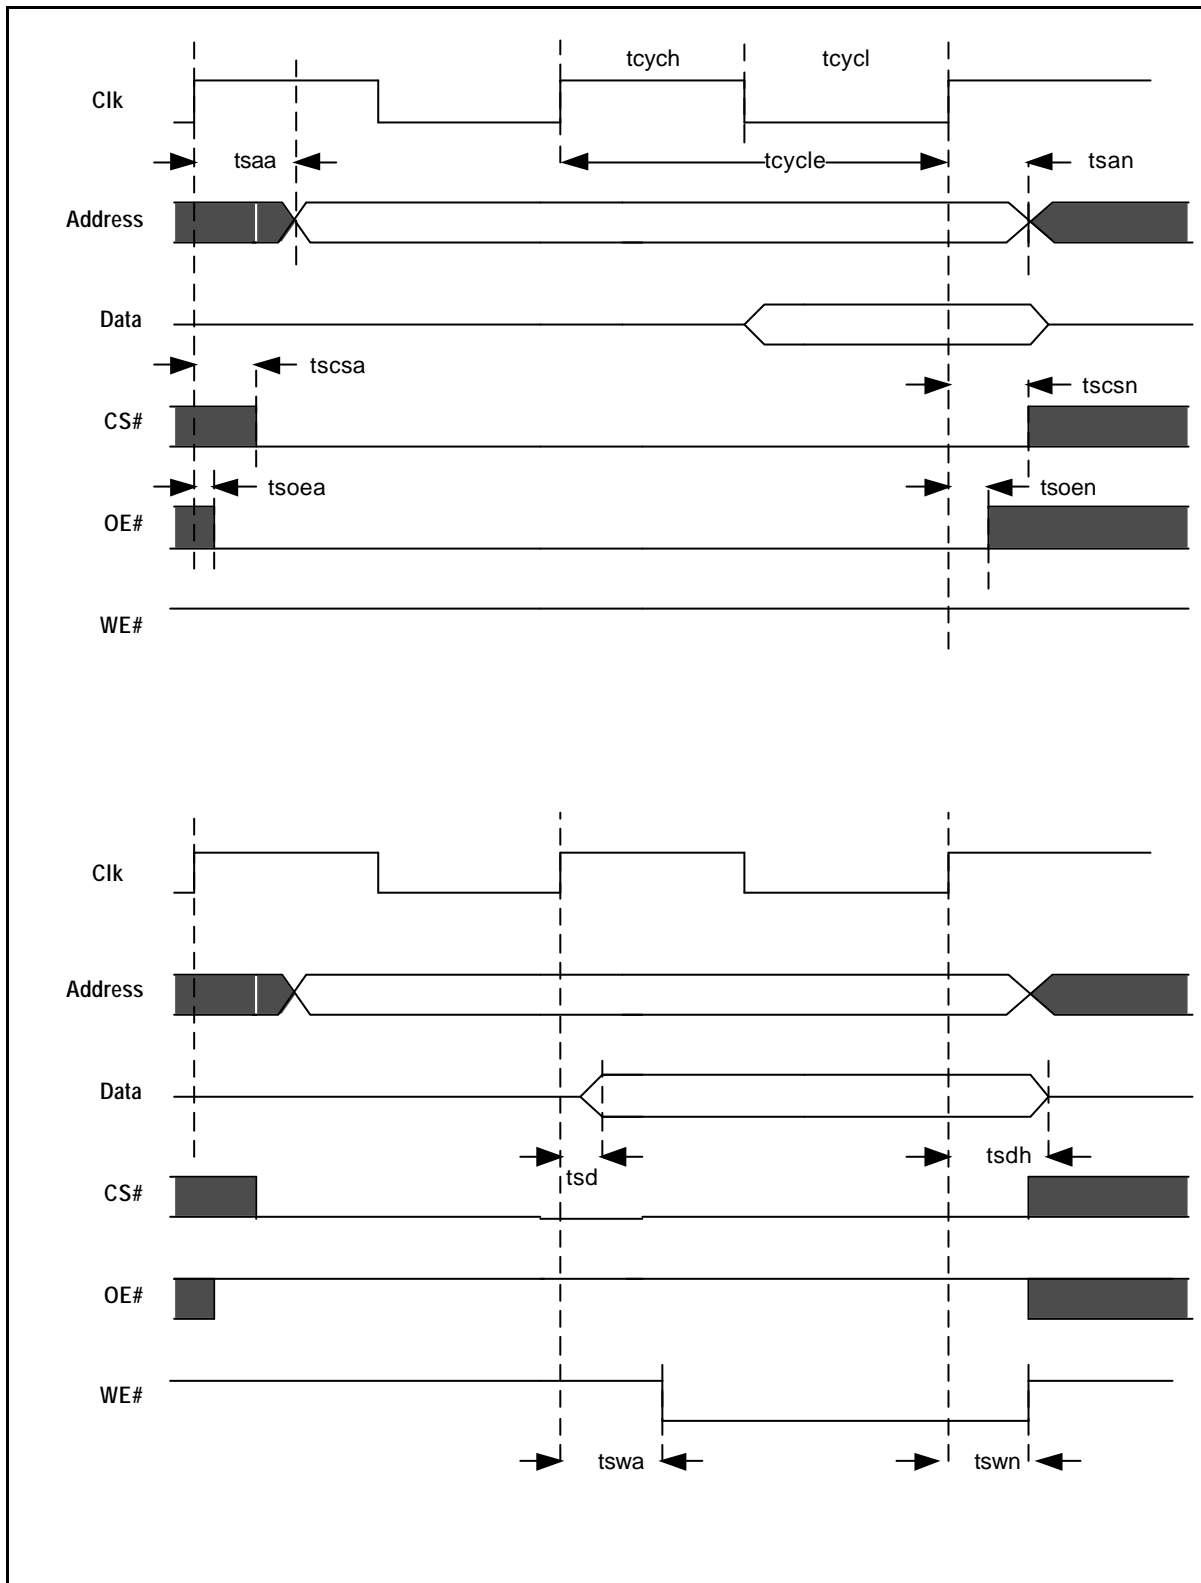 tcych tcycl
Clk
tsaa tcycle tsan
Address
Data
tscsa
tscsn
CS#
tsoea tsoen
OE#
WE#
Clk
Address
Data
tsdh
tsd
CS#
OE#
WE#
tswa tswn